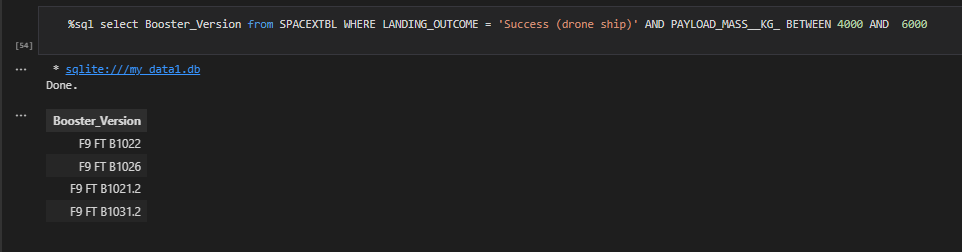 %sql select Booster_Version from SPACEXTBL WHERE LANDING_OUTCOME = 'Success (drone ship)' AND PAYLOAD_MASS__KG_ BETWEEN 4000 AND  6000
[54]
... * sqlite:///my_data1.db
Done.
...
Booster_Version
F9 FT B1022
F9 FT B1026
F9 FT B1021.2
F9 FT B1031.2